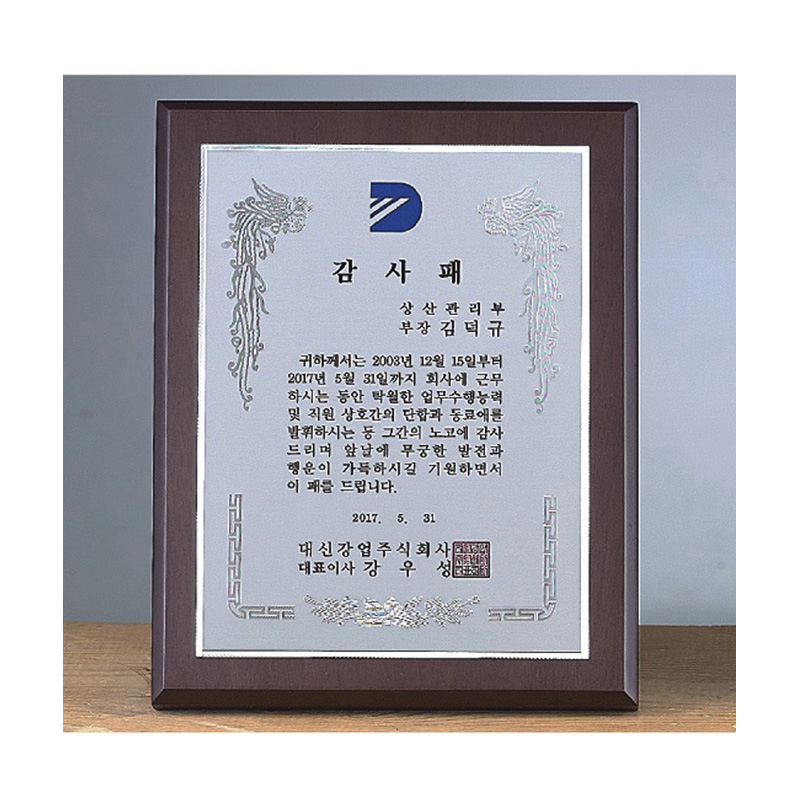 감 사 패
상산관리부
부장 김덕규
귀하께서는 2003년 12월 15일부터
2017년 5월 31일까지 회사에 근무
하시는 동안 탁월한 업무수행능력
및 직원 상호간의 단합과 동료애를
발휘하시는 등 그간의 노고에 감사
드리며 앞날에 무궁한 발전과
행운이 가득하시길 기원하면서
이 패를 드립니다.
2017. 5. 31
대신강업주식회사
대표이사 강 우 성